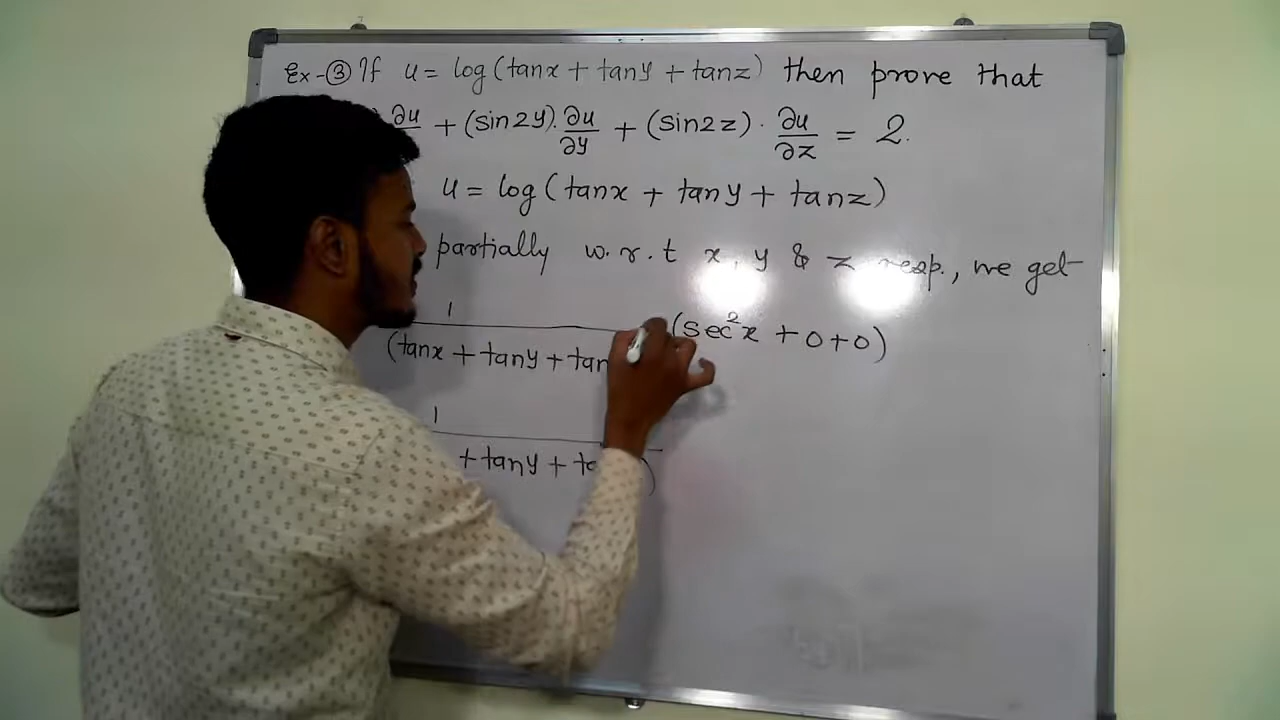 Ex-③ If u = log(tanx + tany + tanz) then prove that
∂u + (sin2y).∂u/∂y + (sin2z).∂u/∂z = 2.
u = log(tanx + tany + tanz)
partially w.r.t x, y & z resp., we get
1/(tanx + tany + tan (sec²x + 0+0)
1/ + tany + ta )